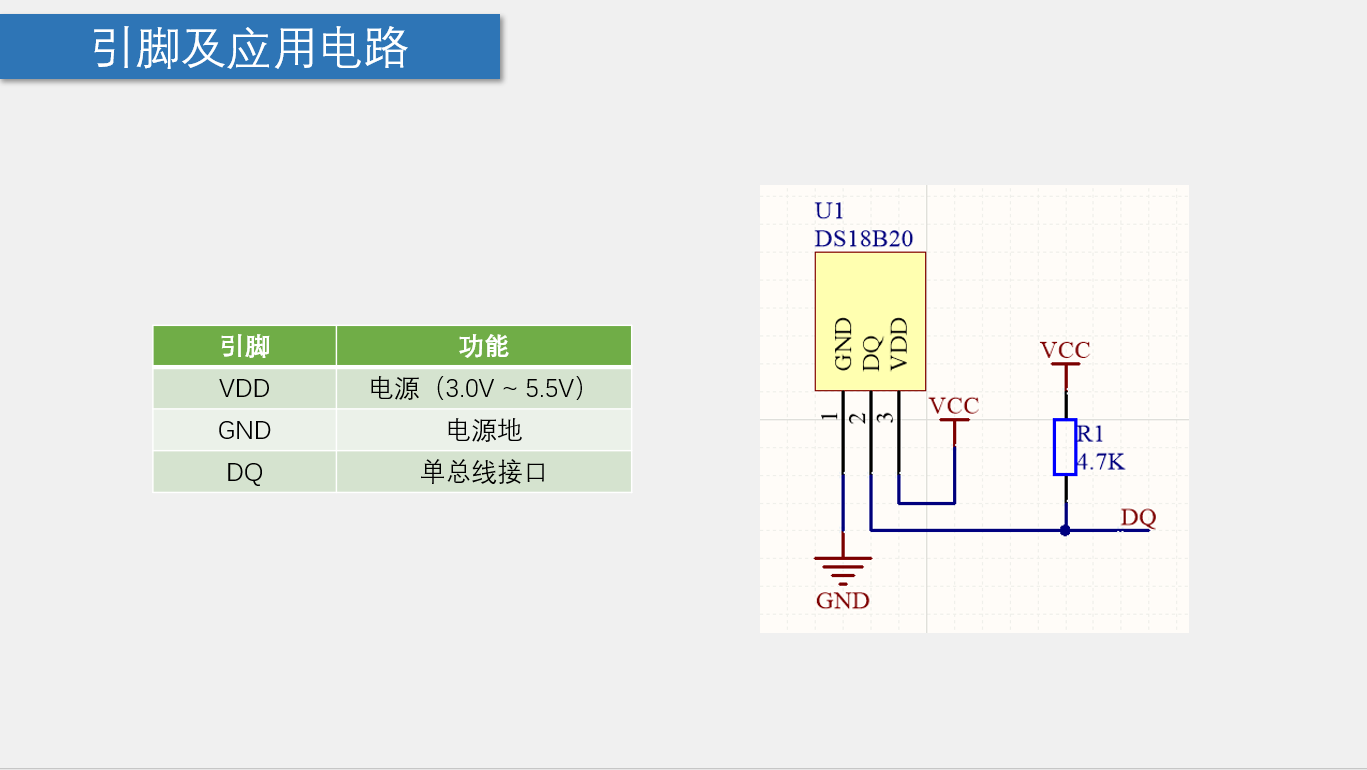 引脚及应用电路
引脚 功能
VDD 电源（3.0V ~ 5.5V）
GND 电源地
DQ 单总线接口
U1
DS18B20
GND
DQ
VDD
1
2
3
VCC
VCC
R1
4.7K
DQ
GND